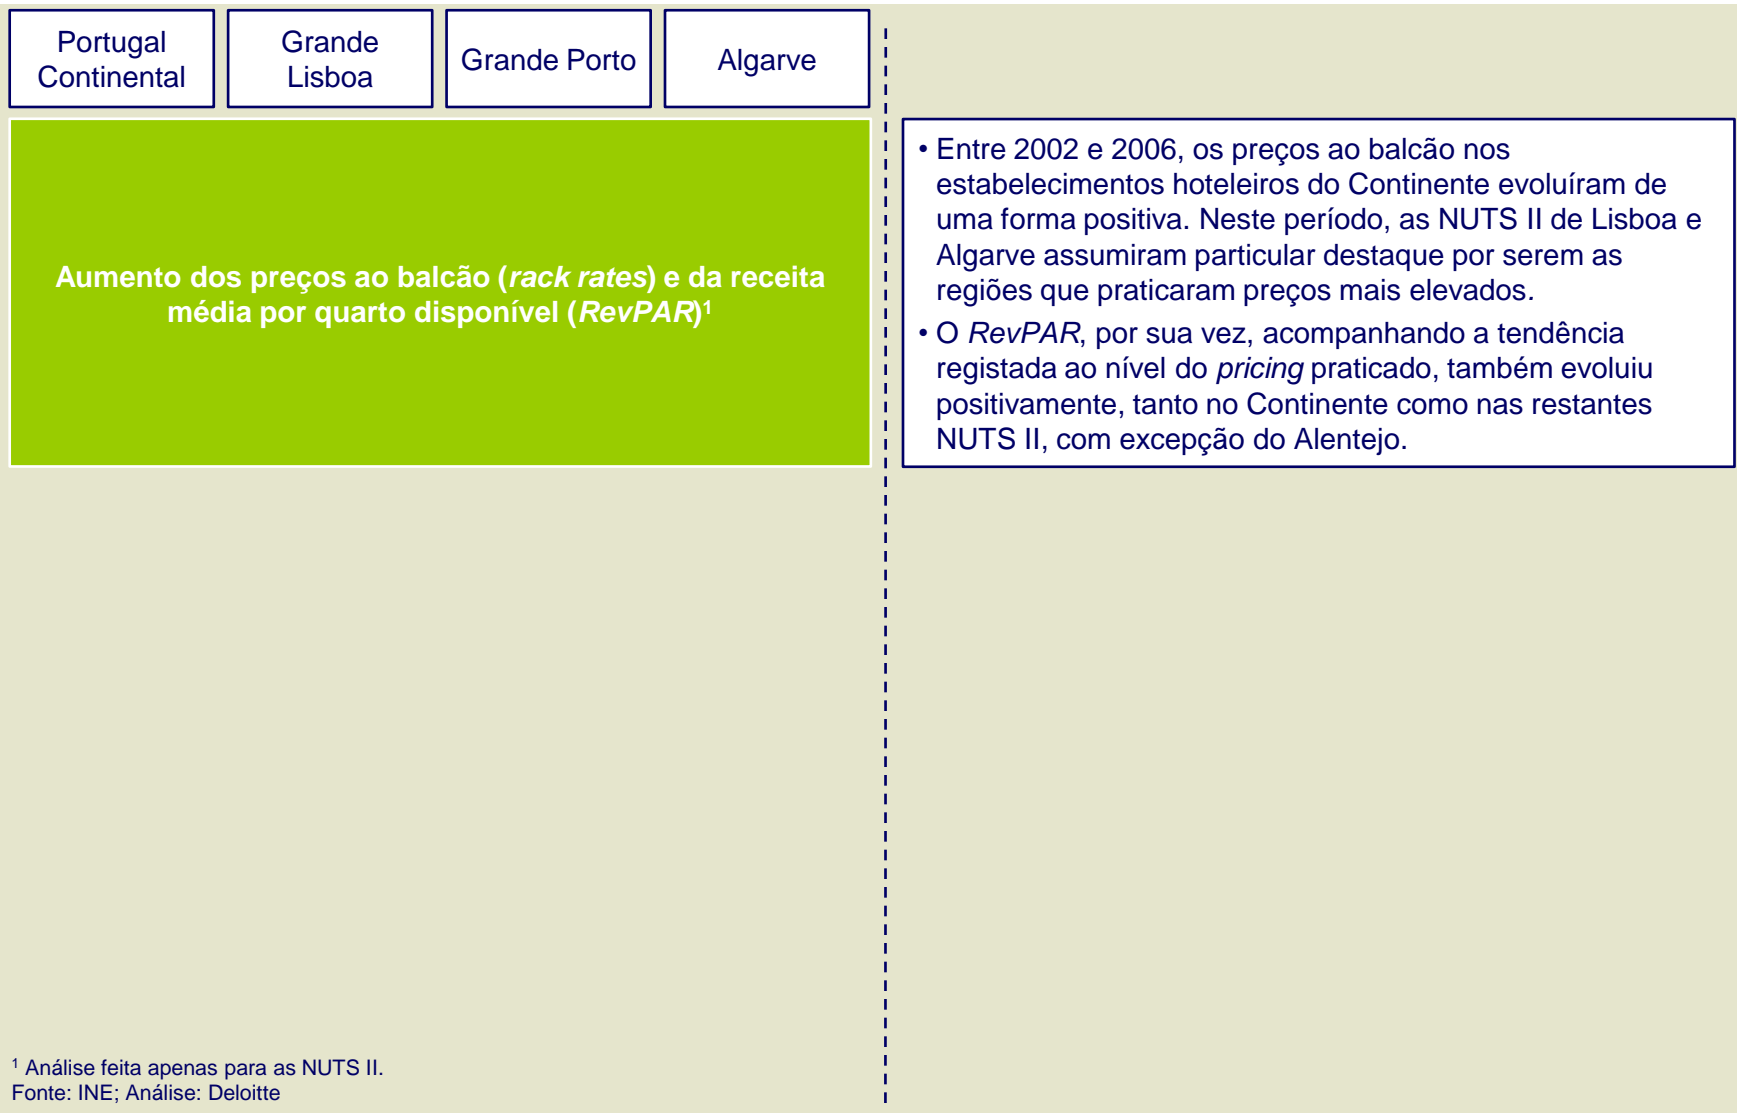 Portugal
Continental
Grande
Lisboa
Grande Porto
Algarve
Aumento dos preços ao balcão (rack rates) e da receita
média por quarto disponível (RevPAR)¹
• Entre 2002 e 2006, os preços ao balcão nos
estabelecimentos hoteleiros do Continente evoluíram de
uma forma positiva. Neste período, as NUTS II de Lisboa e
Algarve assumiram particular destaque por serem as
regiões que praticaram preços mais elevados.
• O RevPAR, por sua vez, acompanhando a tendência
registada ao nível do pricing praticado, também evoluiu
positivamente, tanto no Continente como nas restantes
NUTS II, com excepção do Alentejo.
¹ Análise feita apenas para as NUTS II.
Fonte: INE; Análise: Deloitte